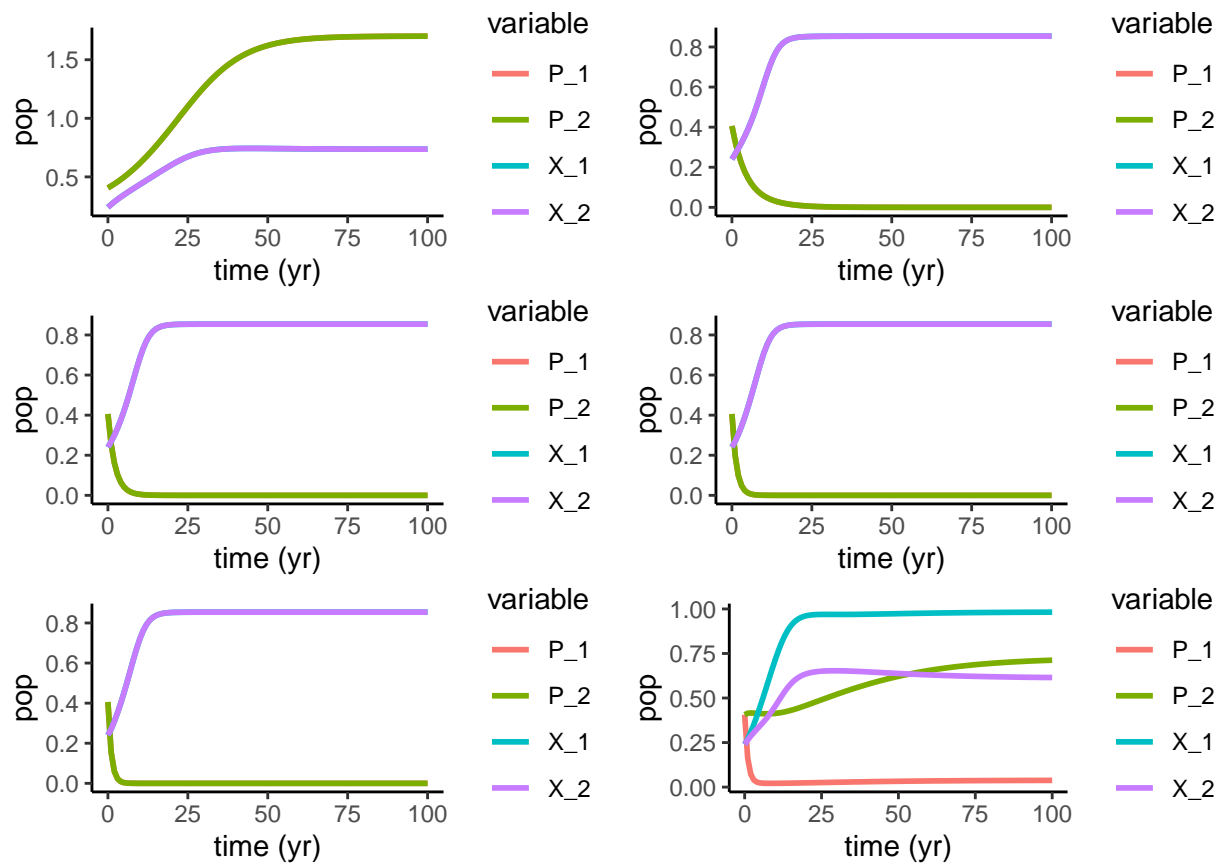 variable
1.5
1.0
0.5
pop
P_1
P_2
X_1
X_2
0 25 50 75 100
time (yr)
variable
0.8
0.6
0.4
0.2
0.0
pop
P_1
P_2
X_1
X_2
0 25 50 75 100
time (yr)
variable
0.8
0.6
0.4
0.2
0.0
pop
P_1
P_2
X_1
X_2
0 25 50 75 100
time (yr)
variable
0.8
0.6
0.4
0.2
0.0
pop
P_1
P_2
X_1
X_2
0 25 50 75 100
time (yr)
variable
0.8
0.6
0.4
0.2
0.0
pop
P_1
P_2
X_1
X_2
0 25 50 75 100
time (yr)
variable
1.00
0.75
0.50
0.25
0.00
pop
P_1
P_2
X_1
X_2
0 25 50 75 100
time (yr)